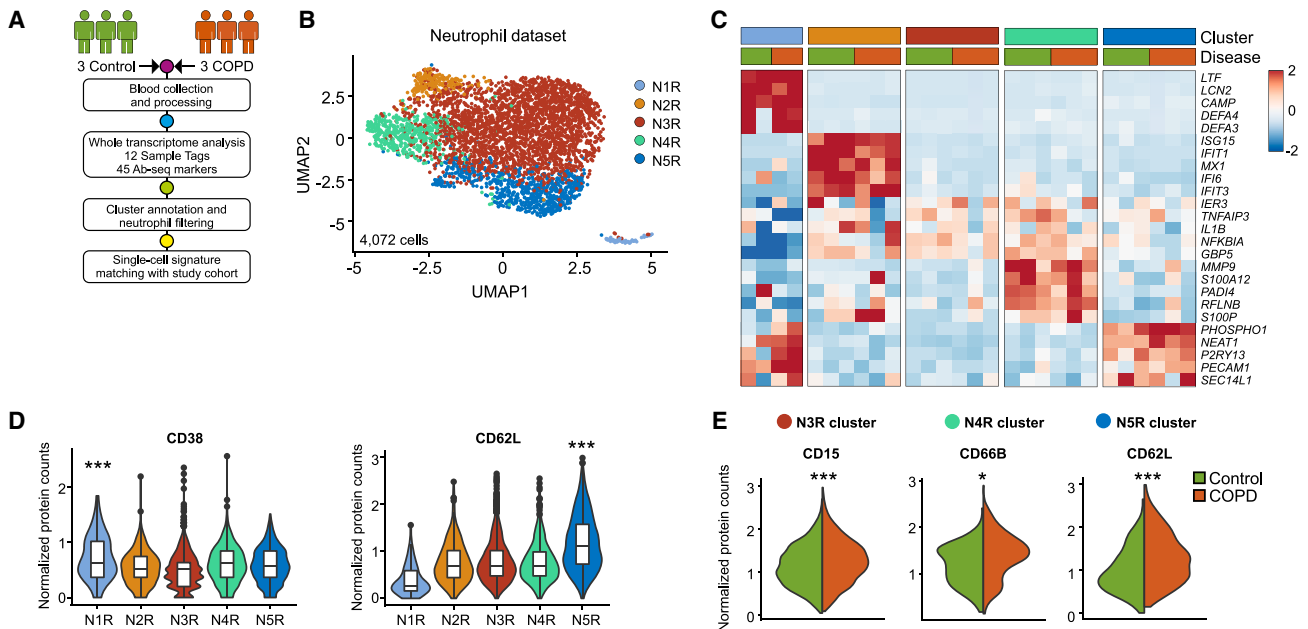 A
3 Control
3 COPD
Blood collection
and processing
Whole transcriptome analysis
12 Sample Tags
45 Ab-seq markers
Cluster annotation and
neutrophil filtering
Single-cell signature
matching with study cohort
B
Neutrophil dataset
UMAP2
5.0
2.5
0
-2.5
-5
4,072 cells
-5
-2.5
0
2.5
5
UMAP1
N1R
N2R
N3R
N4R
N5R
C
Cluster
Disease
LTF
LCN2
CAMP
DEFA4
DEFA3
ISG15
IFIT1
MX1
IFI6
IFIT3
IER3
TNFAIP3
IL1B
NFKBIA
GBP5
MMP9
S100A12
PADI4
RFLNB
S100P
PHOSPHO1
NEAT1
P2RY13
PECAM1
SEC14L1
2
1
0
-1
-2
D
CD38
Normalized protein counts
2
1
0
***
N1R N2R N3R N4R N5R
CD62L
Normalized protein counts
3
2
1
0
***
N1R N2R N3R N4R N5R
E
N3R cluster
N4R cluster
N5R cluster
CD15
CD66B
CD62L
***
*
***
Normalized protein counts
3
2
1
0
3
2
1
3
2
1
0
Control
COPD